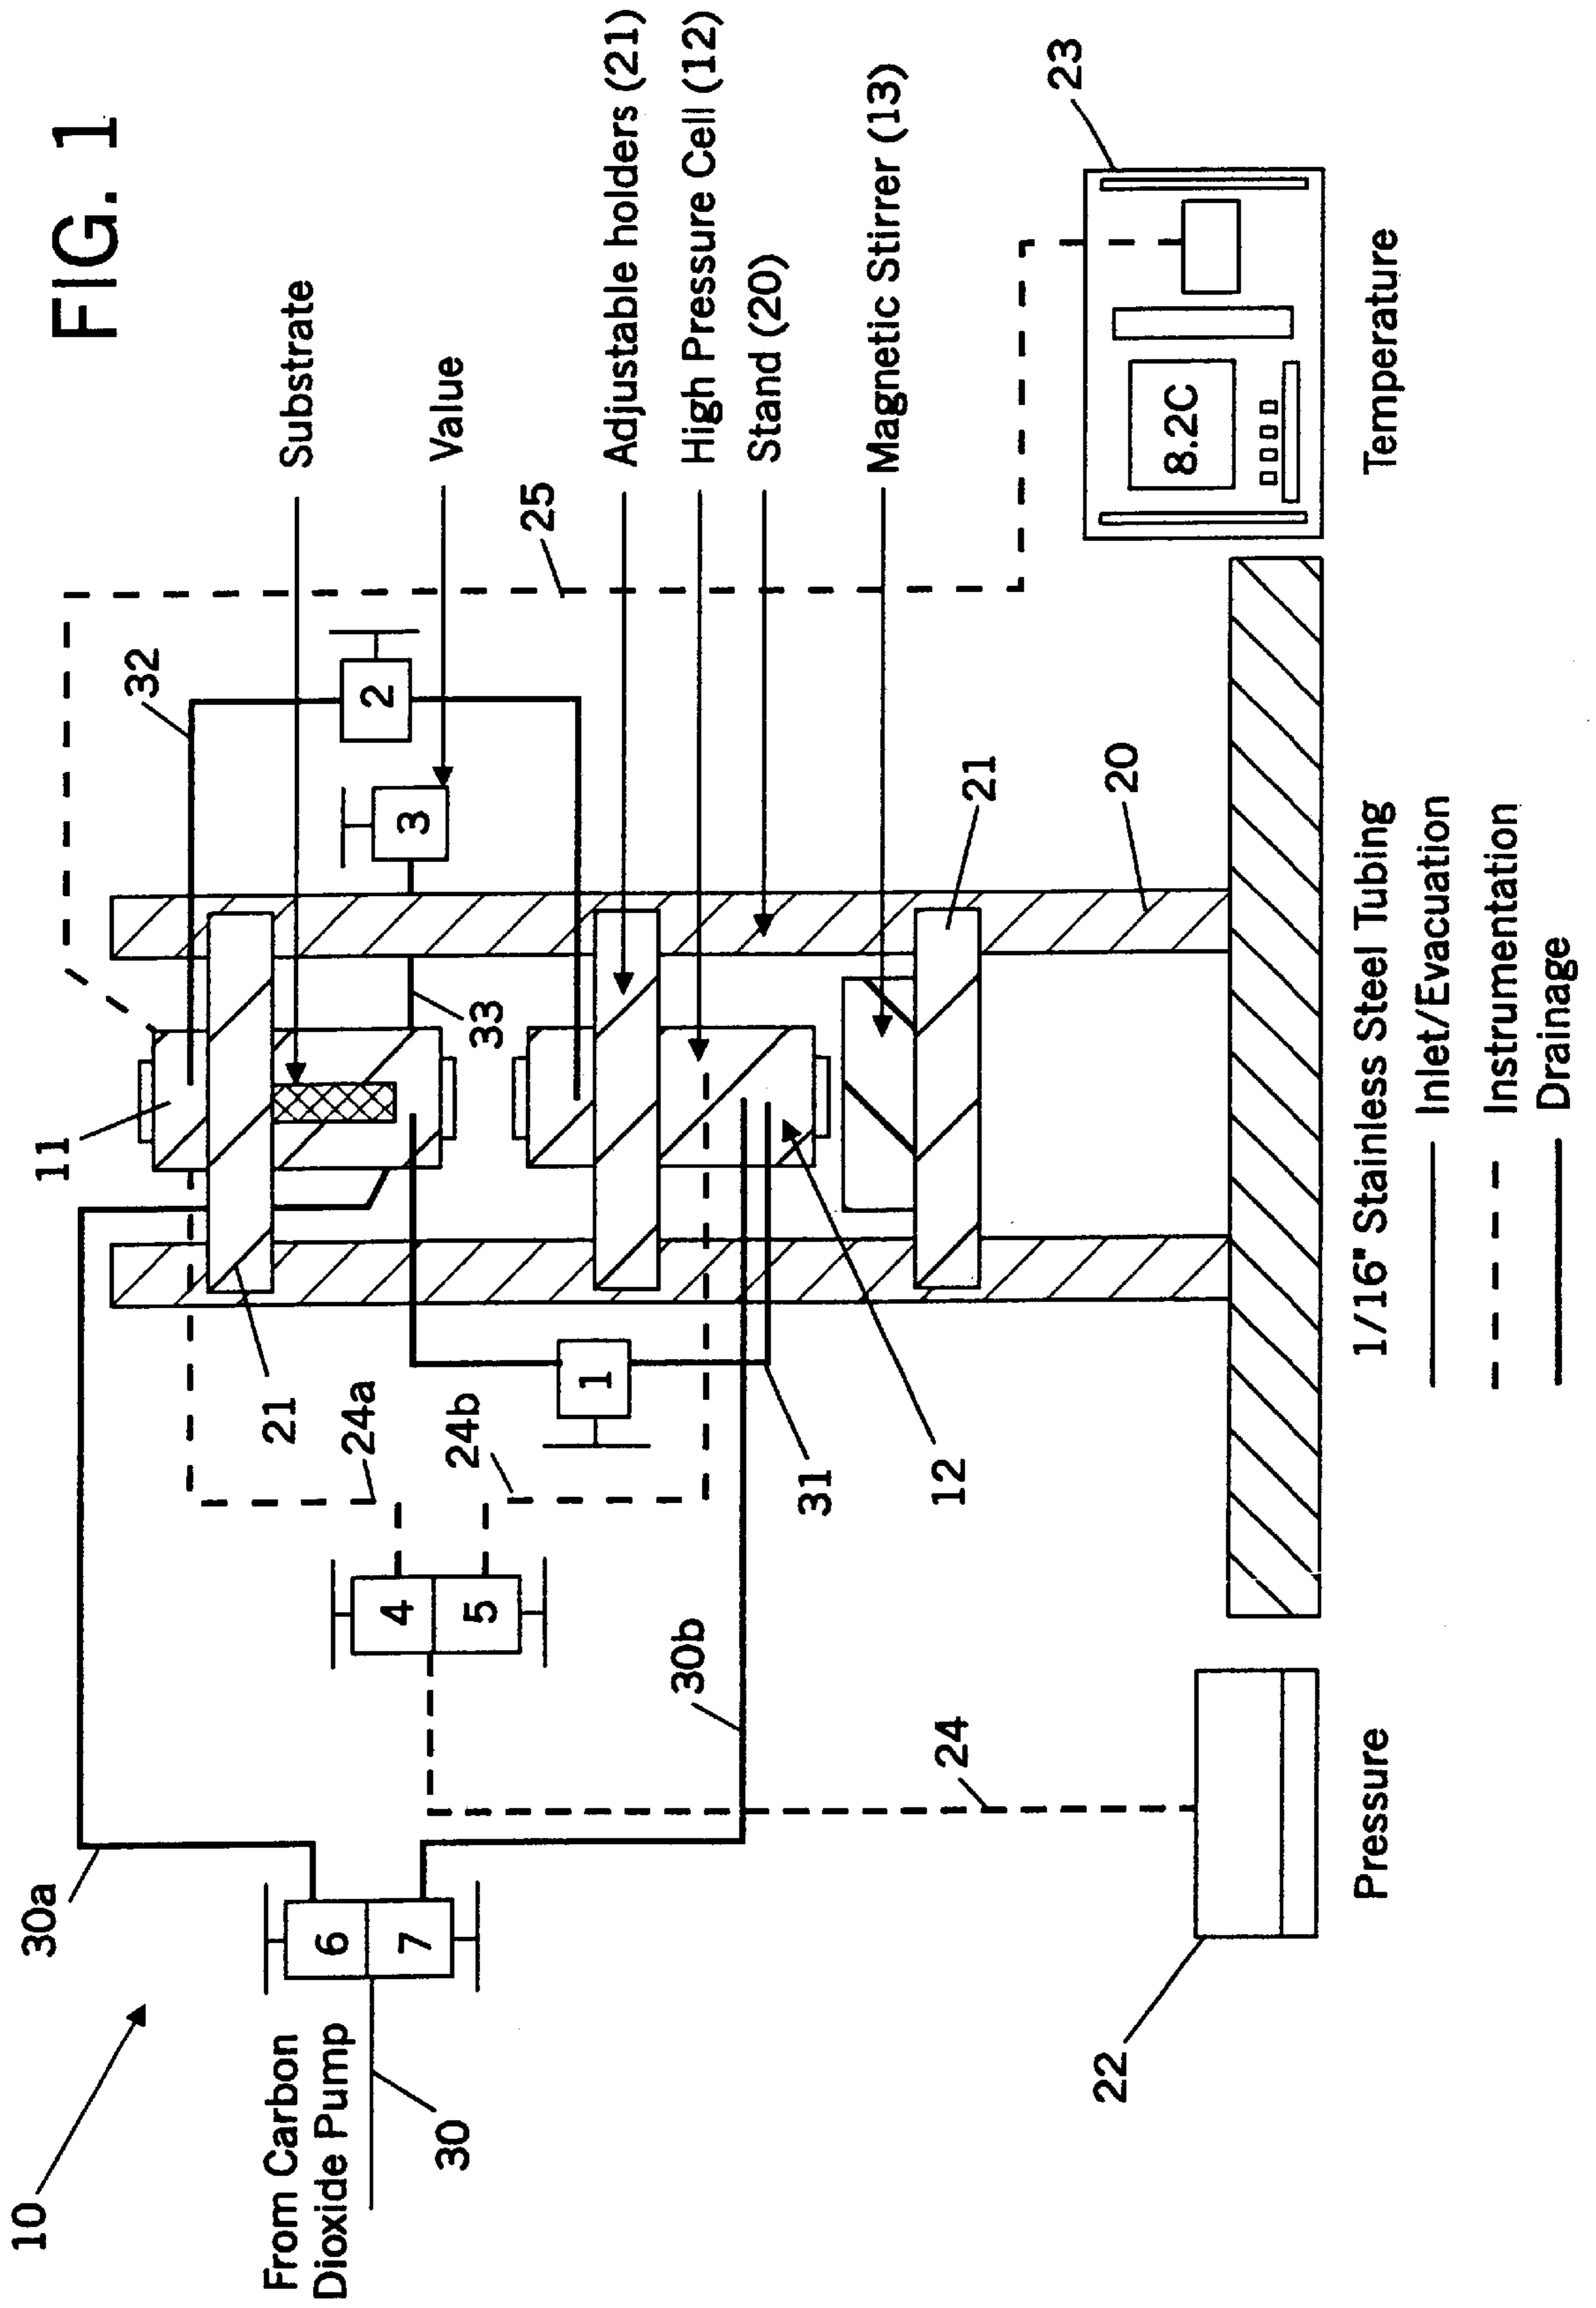 FIG. 1
10
30a
From Carbon
Dioxide Pump
30
6
7
4
5
24a
24b
21
11
32
Substrate
Value
2
3
33
25
1
31
12
30b
24
Adjustable holders (21)
High Pressure Cell (12)
Stand (20)
Magnetic Stirrer (13)
21
20
23
8.2C
Temperature
22
Pressure
1/16" Stainless Steel Tubing
Inlet/Evacuation
Instrumentation
Drainage